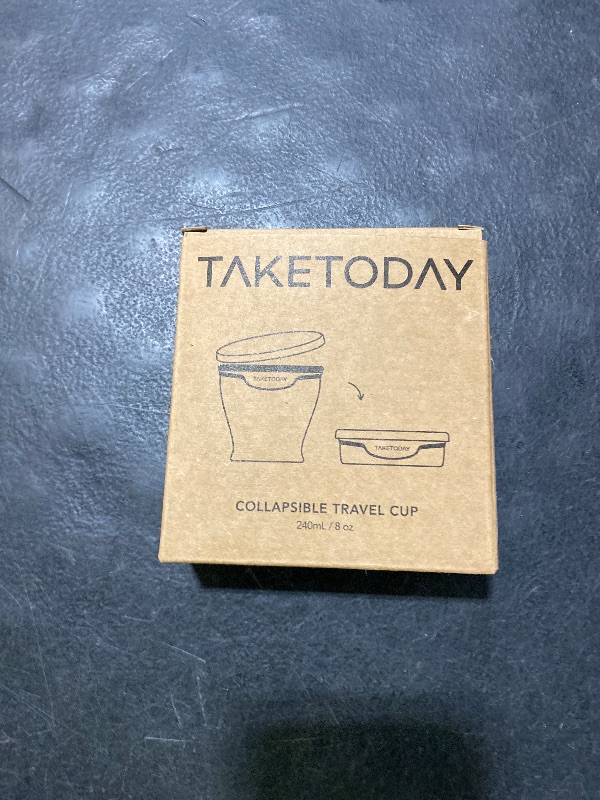 TAKETODAY
TAKETODAY
TAKETODAY
COLLAPSIBLE TRAVEL CUP
240mL / 8 oz